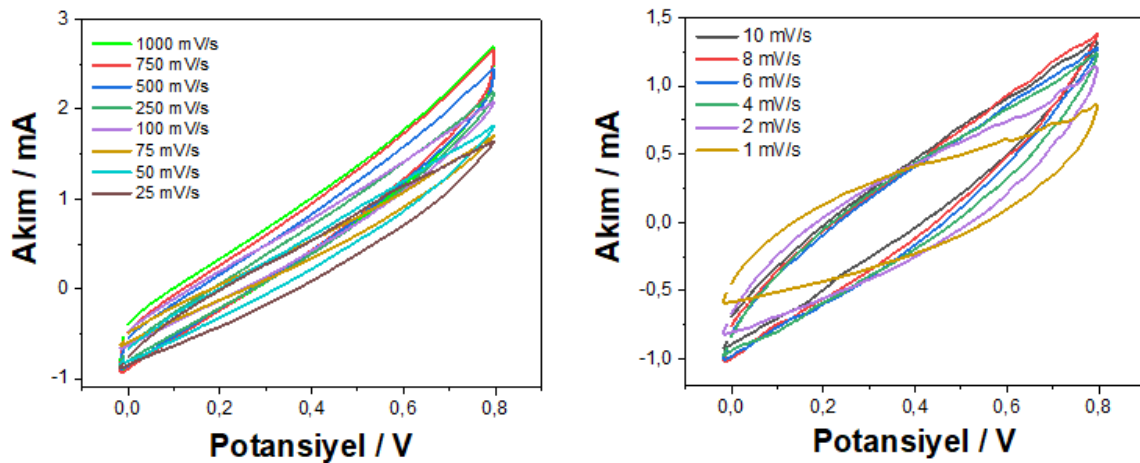 3
2
1
0
-1
1000 mV/s
750 mV/s
500 mV/s
250 mV/s
100 mV/s
75 mV/s
50 mV/s
25 mV/s
Akım / mA
0,0 0,2 0,4 0,6 0,8
Potansiyel / V
1,5
1,0
0,5
0,0
-0,5
-1,0
10 mV/s
8 mV/s
6 mV/s
4 mV/s
2 mV/s
1 mV/s
Akım / mA
0,0 0,2 0,4 0,6 0,8
Potansiyel / V